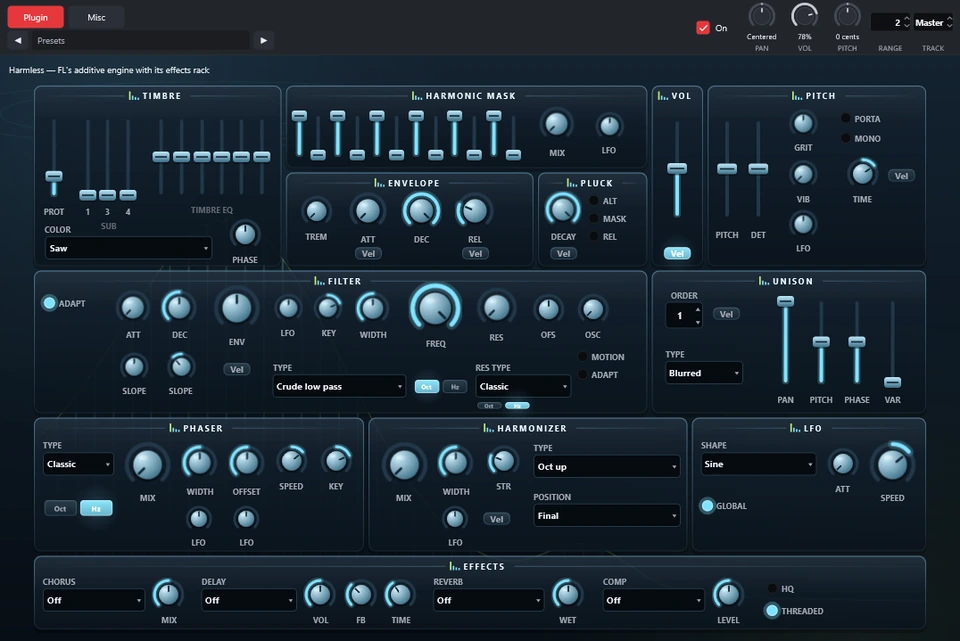 Plugin
Misc
Presets
On
Centered
78%
0 cents
2
Master
PAN
VOL
PITCH
RANGE
TRACK
Harmless — FL's additive engine with its effects rack
TIMBRE
PROT
1
3
4
SUB
TIMBRE EQ
COLOR
Saw
PHASE
HARMONIC MASK
MIX
LFO
ENVELOPE
TREM
ATT
DEC
REL
Vel
Vel
PLUCK
DECAY
ALT
MASK
REL
Vel
VOL
Vel
PITCH
PITCH
DET
GRIT
VIB
LFO
PORTA
MONO
TIME
Vel
FILTER
ADAPT
ATT
DEC
ENV
LFO
KEY
WIDTH
FREQ
RES
OFS
OSC
SLOPE
SLOPE
Vel
TYPE
Crude low pass
Oct
Hz
RES TYPE
Classic
Oct
Hz
MOTION
ADAPT
UNISON
ORDER
1
Vel
TYPE
Blurred
PAN
PITCH
PHASE
VAR
PHASER
TYPE
Classic
Oct
Hz
MIX
WIDTH
OFFSET
SPEED
KEY
LFO
LFO
HARMONIZER
MIX
WIDTH
STR
LFO
Vel
TYPE
Oct up
POSITION
Final
LFO
SHAPE
Sine
ATT
SPEED
GLOBAL
EFFECTS
CHORUS
Off
MIX
DELAY
Off
VOL
FB
TIME
REVERB
Off
WET
COMP
Off
LEVEL
HQ
THREADED